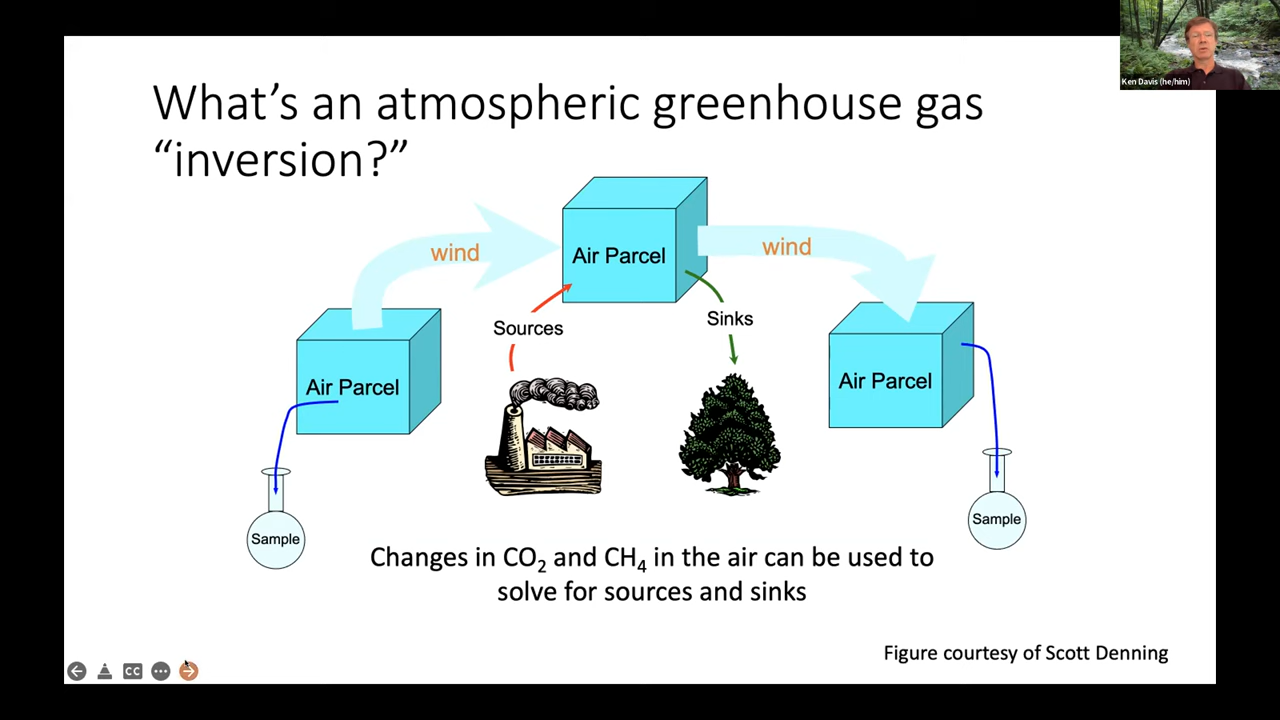 Ken Davis (he/him)
What's an atmospheric greenhouse gas
“inversion?”
wind
Air Parcel
wind
Sources
Sinks
Air Parcel
Air Parcel
Sample
Sample
Changes in CO₂ and CH₄ in the air can be used to
solve for sources and sinks
Figure courtesy of Scott Denning
CC